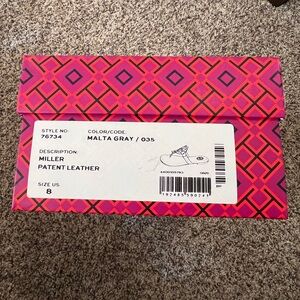 STYLE NO: COLOR/CODE:
76734 MALTA GRAY / 035
DESCRIPTION:
MILLER
PATENT LEATHER
SIZE US
8